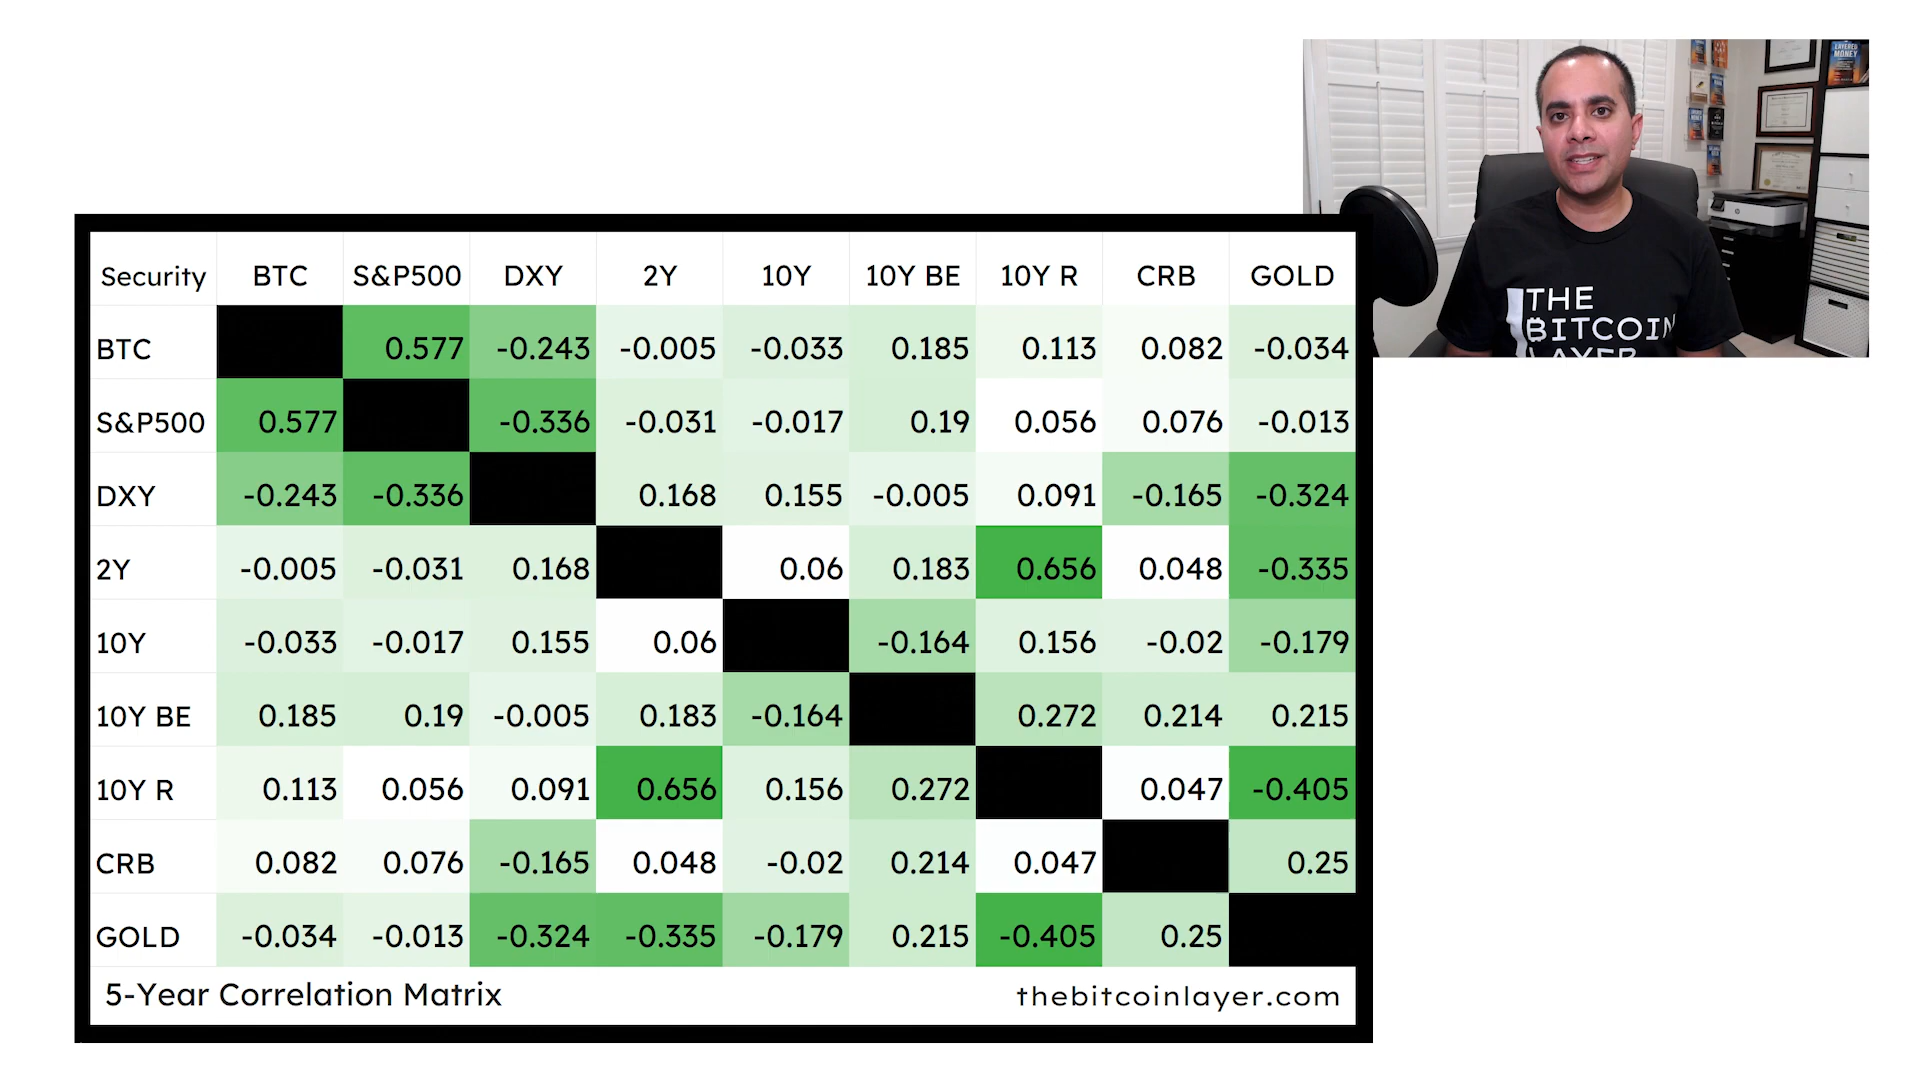 LAYERED
MONEY
THE
BITCOIN
LAYER
Security BTC S&P500 DXY 2Y 10Y 10Y BE 10Y R CRB GOLD
BTC 0.577 -0.243 -0.005 -0.033 0.185 0.113 0.082 -0.034
S&P500 0.577 -0.336 -0.031 -0.017 0.19 0.056 0.076 -0.013
DXY -0.243 -0.336 0.168 0.155 -0.005 0.091 -0.165 -0.324
2Y -0.005 -0.031 0.168 0.06 0.183 0.656 0.048 -0.335
10Y -0.033 -0.017 0.155 0.06 -0.164 0.156 -0.02 -0.179
10Y BE 0.185 0.19 -0.005 0.183 -0.164 0.272 0.214 0.215
10Y R 0.113 0.056 0.091 0.656 0.156 0.272 0.047 -0.405
CRB 0.082 0.076 -0.165 0.048 -0.02 0.214 0.047 0.25
GOLD -0.034 -0.013 -0.324 -0.335 -0.179 0.215 -0.405 0.25
5-Year Correlation Matrix thebitcoinlayer.com